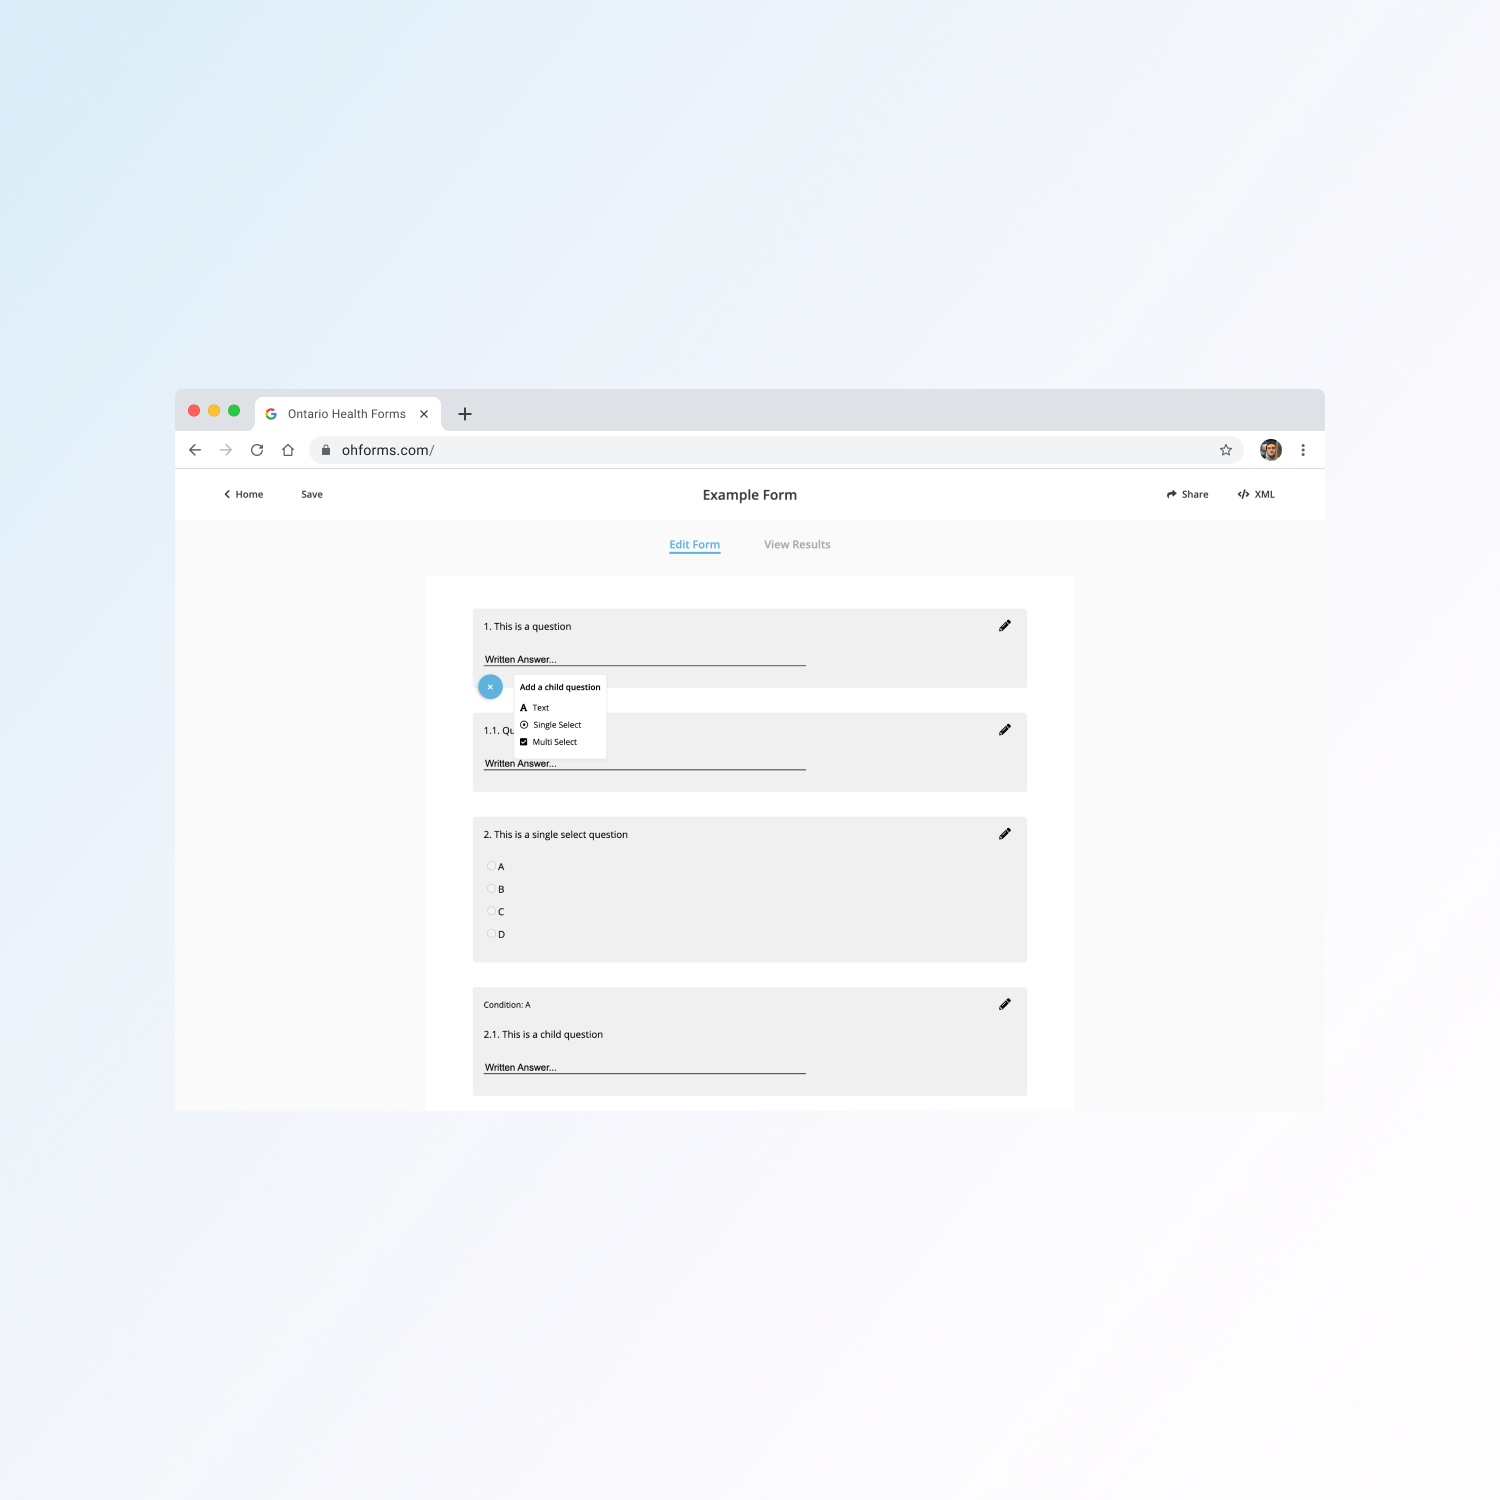 Ontario Health Forms
ohforms.com/
Home Save Example Form Share XML
Edit Form View Results
1. This is a question
Written Answer...
Add a child question
Text
Single Select
Multi Select
1.1.
Written Answer...
2. This is a single select question
A
B
C
D
Condition: A
2.1. This is a child question
Written Answer...